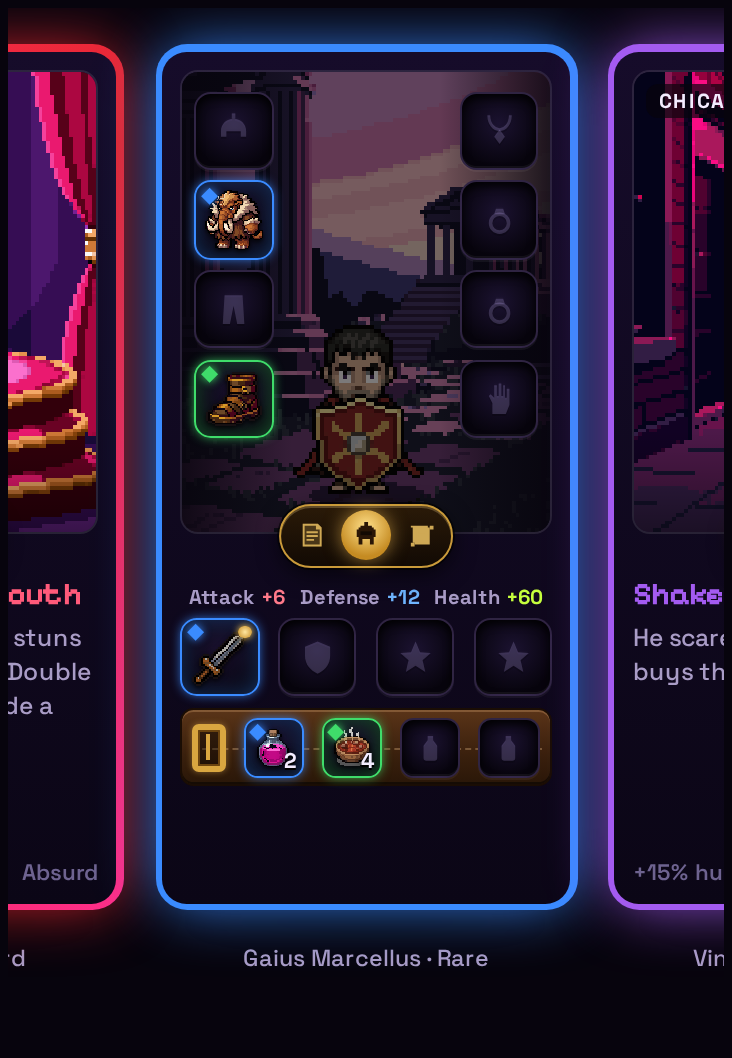 CHICA
outh
stuns
Double
de a
Absurd
rd
Attack +6 Defense +12 Health +60
2
4
Gaius Marcellus · Rare
Shake
He scare
buys th
+15% hu
Vin